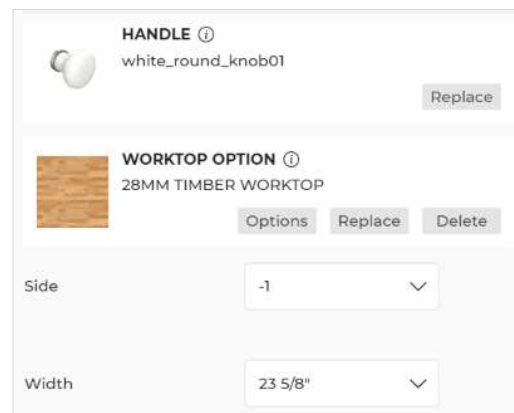 HANDLE
white_round_knob01
Replace
WORKTOP OPTION
28MM TIMBER WORKTOP
Options Replace Delete
Side -1
Width 23 5/8"